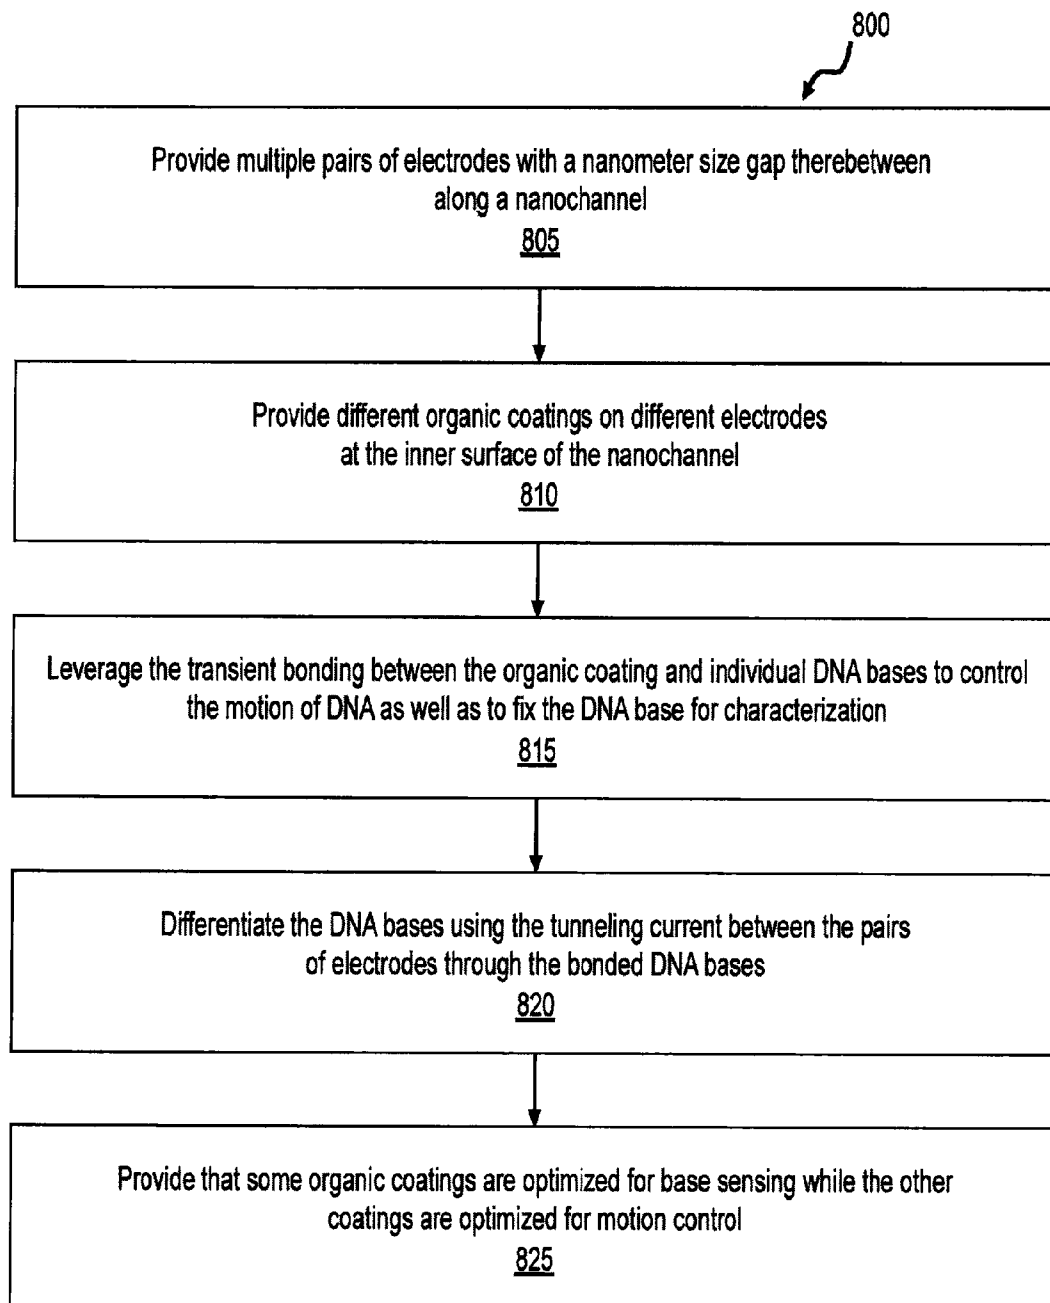 800
Provide multiple pairs of electrodes with a nanometer size gap therebetween
along a nanochannel
805
Provide different organic coatings on different electrodes
at the inner surface of the nanochannel
810
Leverage the transient bonding between the organic coating and individual DNA bases to control
the motion of DNA as well as to fix the DNA base for characterization
815
Differentiate the DNA bases using the tunneling current between the pairs
of electrodes through the bonded DNA bases
820
Provide that some organic coatings are optimized for base sensing while the other
coatings are optimized for motion control
825